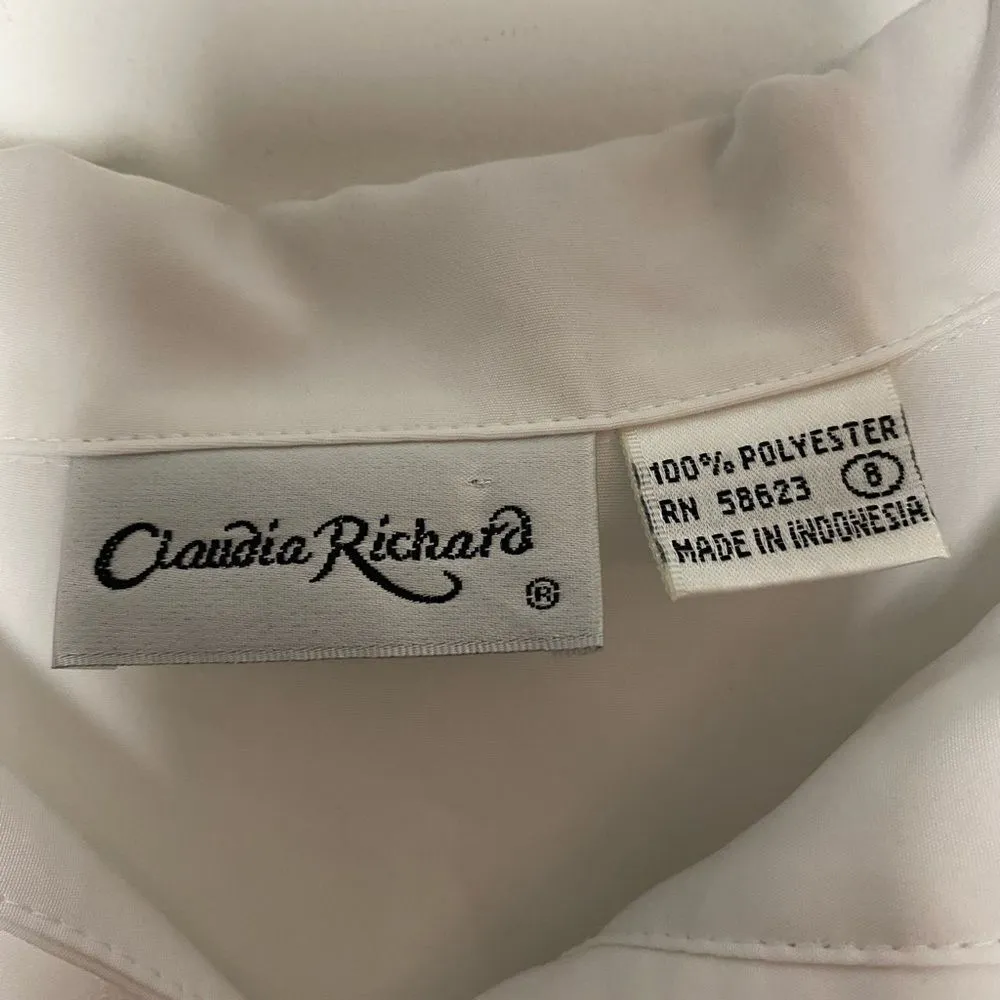 Claudia Richard
®
100% POLYESTER
RN 58623 8
MADE IN INDONESIA